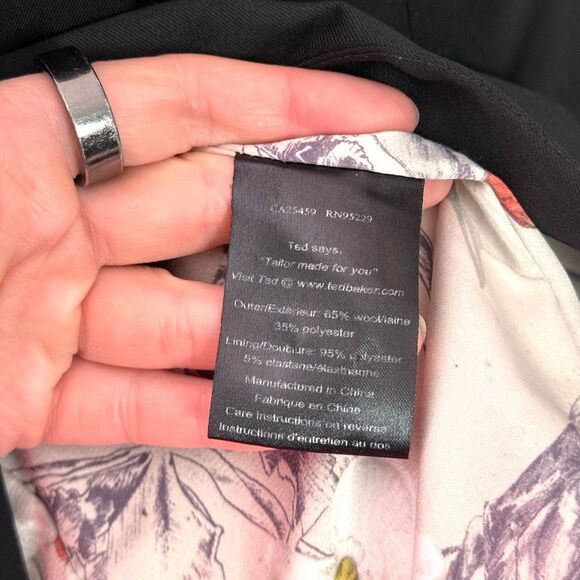 CA25459 RN95229
Ted says,
"Tailor made for you"
Visit Ted @ www.tedbaker.com
Outer/Extérieur: 65% wool/laine
35% polyester
Lining/Doublure: 95% polyester
5% elastane/élasthanne
Manufactured in China
Fabriqué en Chine
Care instructions on reverse
Instructions d'entretien au dos